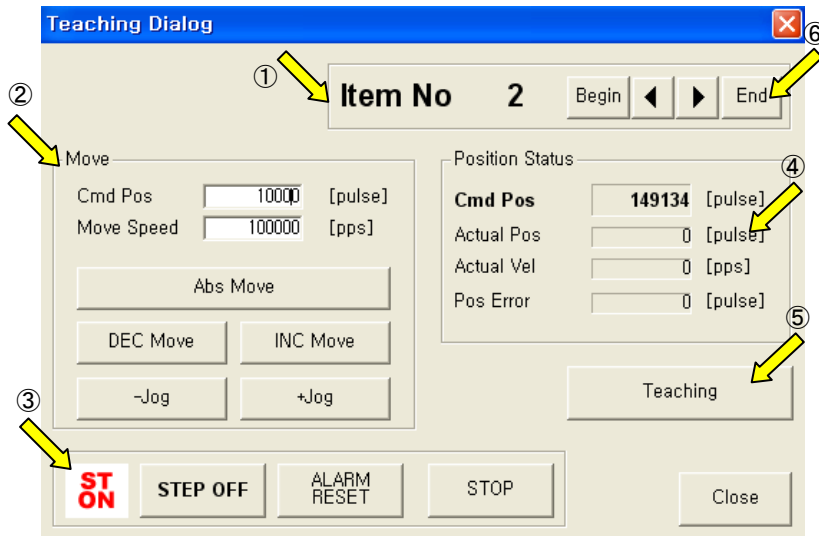 Teaching Dialog
⑥
①
Item No 2 Begin End
②
Move
Cmd Pos 10000 [pulse]
Move Speed 100000 [pps]
Abs Move
DEC Move INC Move
-Jog +Jog
Position Status
④
Cmd Pos 149134 [pulse]
Actual Pos 0 [pulse]
Actual Vel 0 [pps]
Pos Error 0 [pulse]
⑤
Teaching
③
ST
ON
STEP OFF
ALARM
RESET
STOP
Close